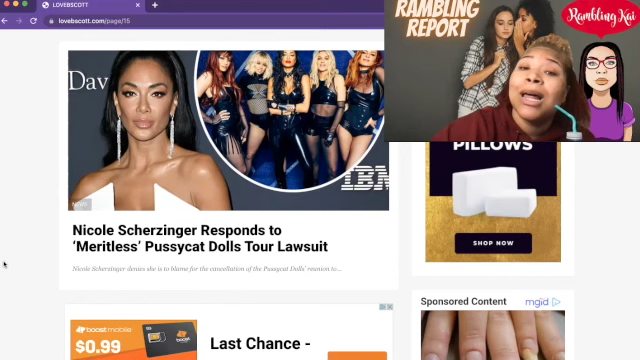 LOVEBSCOTT
lovebscott.com/page/15
RAMBLING
REPORT
Rambling Kai
Dav
IBM
News
PILLOWS
SHOP NOW
Nicole Scherzinger Responds to
'Meritless' Pussycat Dolls Tour Lawsuit
Nicole Scherzinger denies she is to blame for the cancellation of the Pussycat Dolls' reunion to...
Sponsored Content
mgid
boost mobile
$0.99
Last Chance -